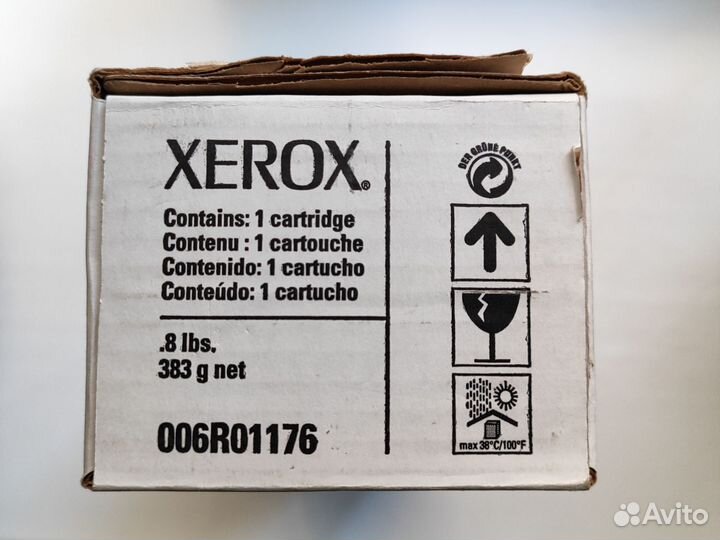 XEROX®
Contains: 1 cartridge
Contenu : 1 cartouche
Contenido: 1 cartucho
Conteúdo: 1 cartucho
.8 lbs.
383 g net
006R01176
DER GRÜNE PUNKT
max 38°C/100°F
Avito